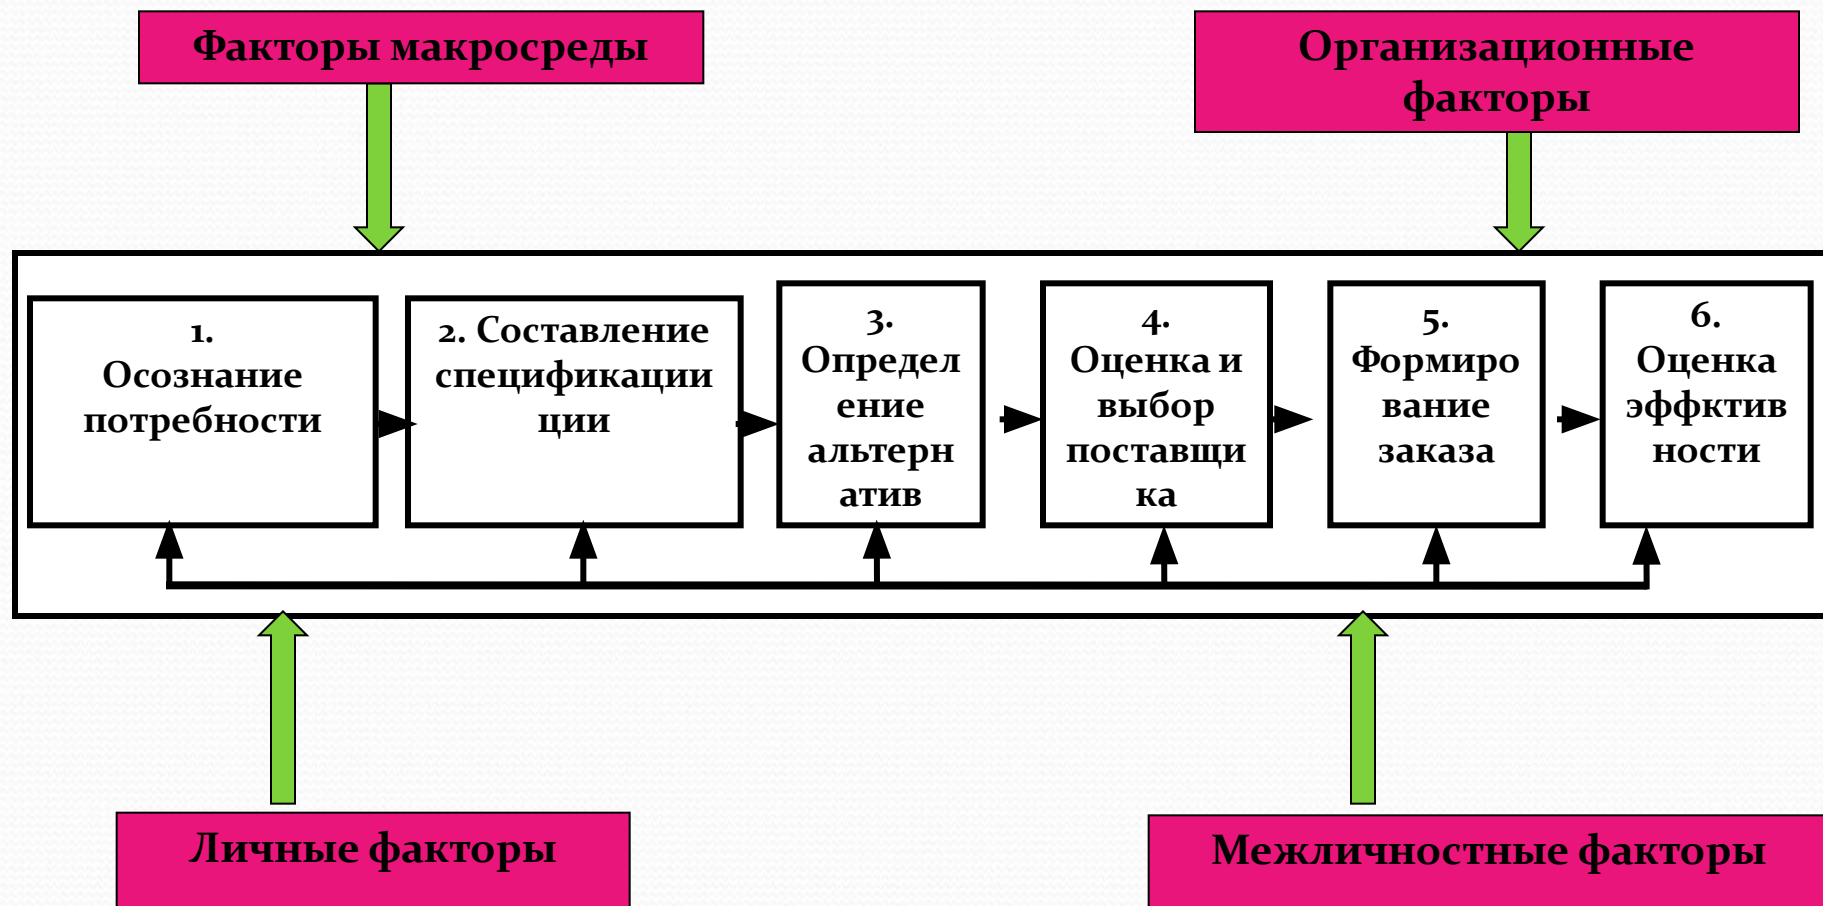 Факторы макросреды
Организационные
факторы
1.
Осознание
потребности
2. Составление
спецификации
ции
3.
Определ
ение
альтерн
атив
4.
Оценка и
выбор
поставщи
ка
5.
Формиро
вание
заказа
6.
Оценка
эффктив
ности
Личные факторы
Межличностные факторы